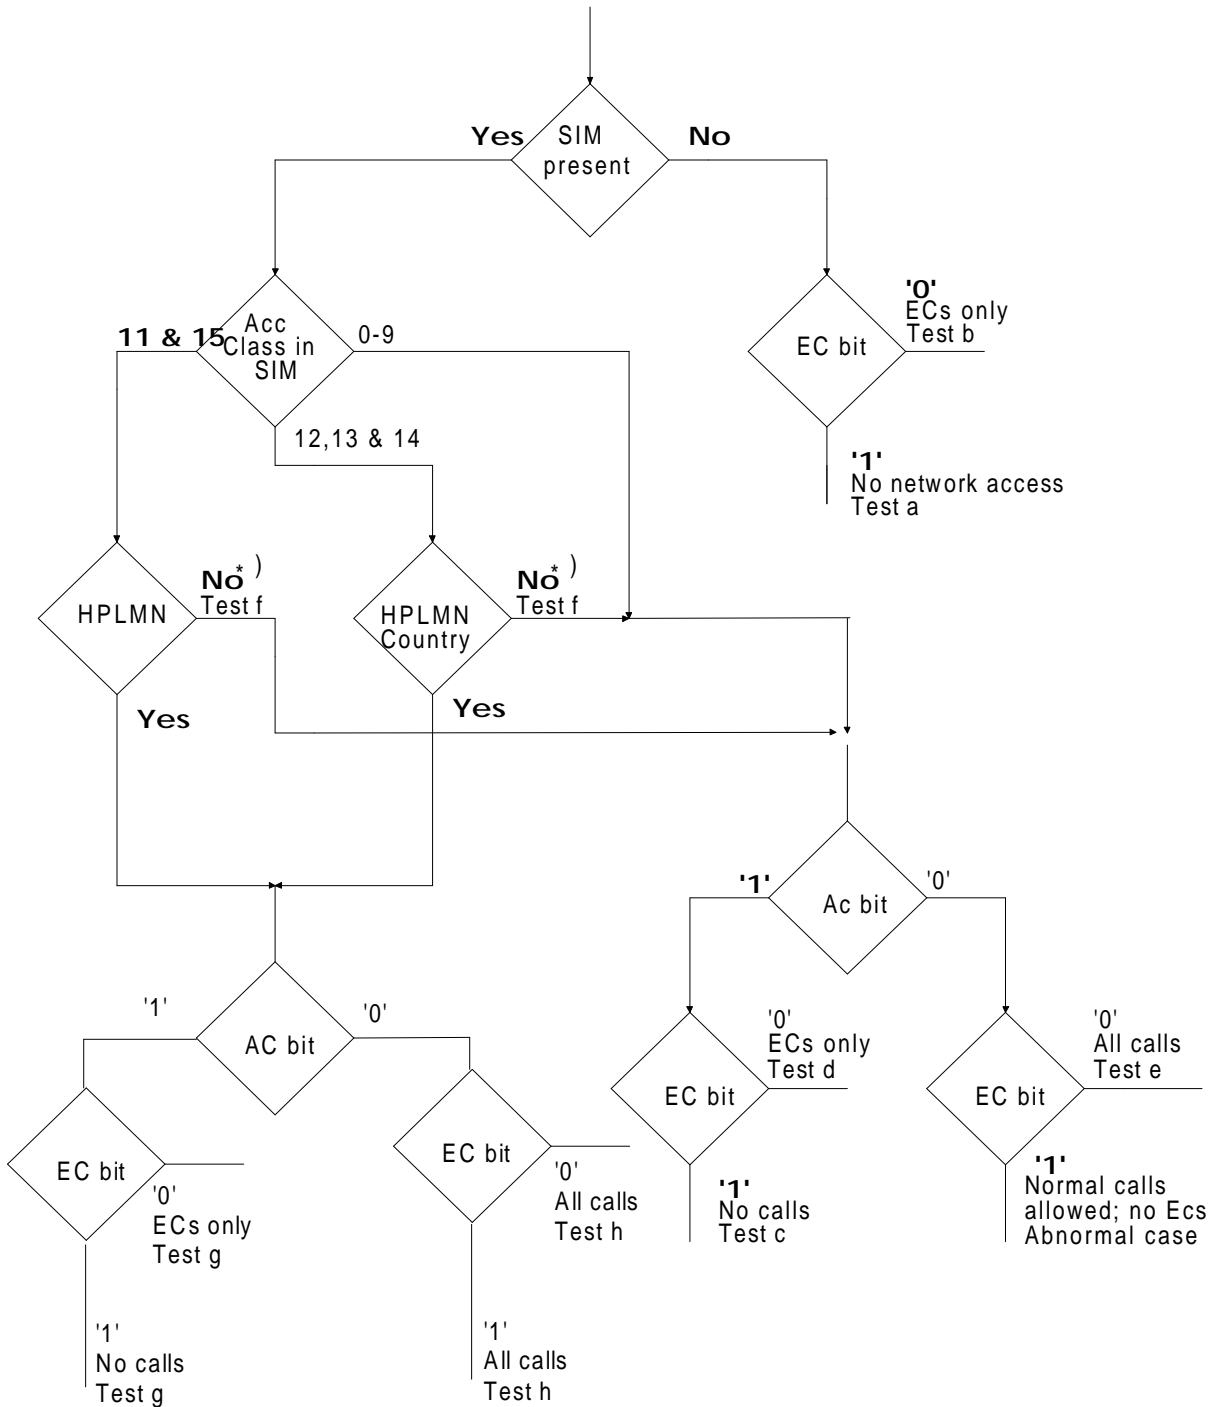 Yes
SIM
present
No
'0'
ECs only
Test b
EC bit
'1'
No network access
Test a
11 & 15
Acc
Class in
SIM
0-9
12,13 & 14
HPLMN
No*)
Test f
Yes
HPLMN
Country
No*)
Test f
Yes
'1'
Ac bit
'0'
'1'
AC bit
'0'
EC bit
'0'
ECs only
Test g
'1'
No calls
Test g
EC bit
'0'
All calls
Test h
'1'
All calls
Test h
EC bit
'0'
ECs only
Test d
'1'
No calls
Test c
EC bit
'0'
All calls
Test e
'1'
Normal calls
allowed; no Ecs
Abnormal case